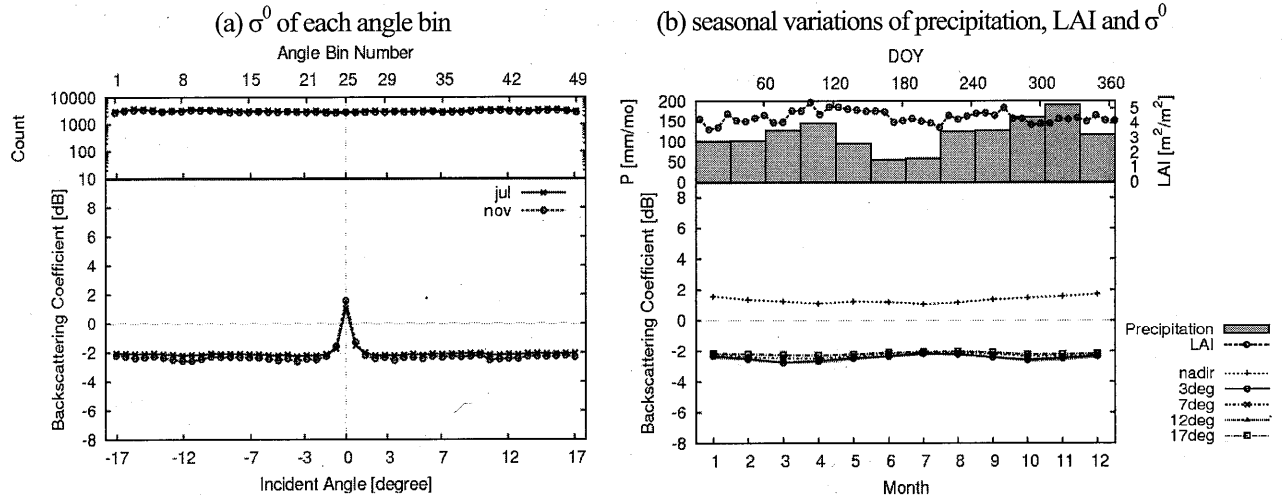 (a) σ⁰ of each angle bin
Angle Bin Number
1 8 15 21 25 29 35 42 49
10000
1000
100
10
Count
jul
nov
8
6
4
2
0
-2
-4
-6
-8
Backscattering Coefficient [dB]
-17 -12 -7 -3 0 3 7 12 17
Incident Angle [degree]
(b) seasonal variations of precipitation, LAI and σ⁰
DOY
60 120 180 240 300 360
200
150
100
50
0
P [mm/mo]
5
4
3
2
1
0
LAI [m²/m²]
8
6
4
2
0
-2
-4
-6
-8
Backscattering Coefficient [dB]
1 2 3 4 5 6 7 8 9 10 11 12
Month
Precipitation
LAI
nadir
3deg
7deg
12deg
17deg